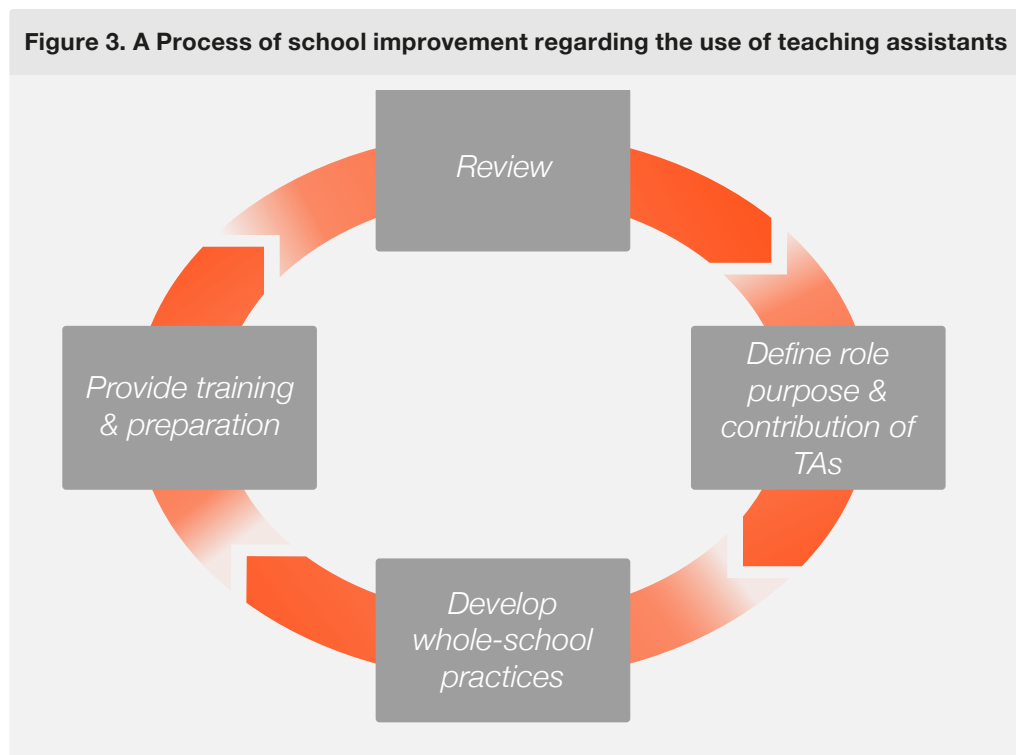 Figure 3. A Process of school improvement regarding the use of teaching assistants
Review
Define role
purpose &
contribution of
TAs
Develop
whole-school
practices
Provide training
& preparation